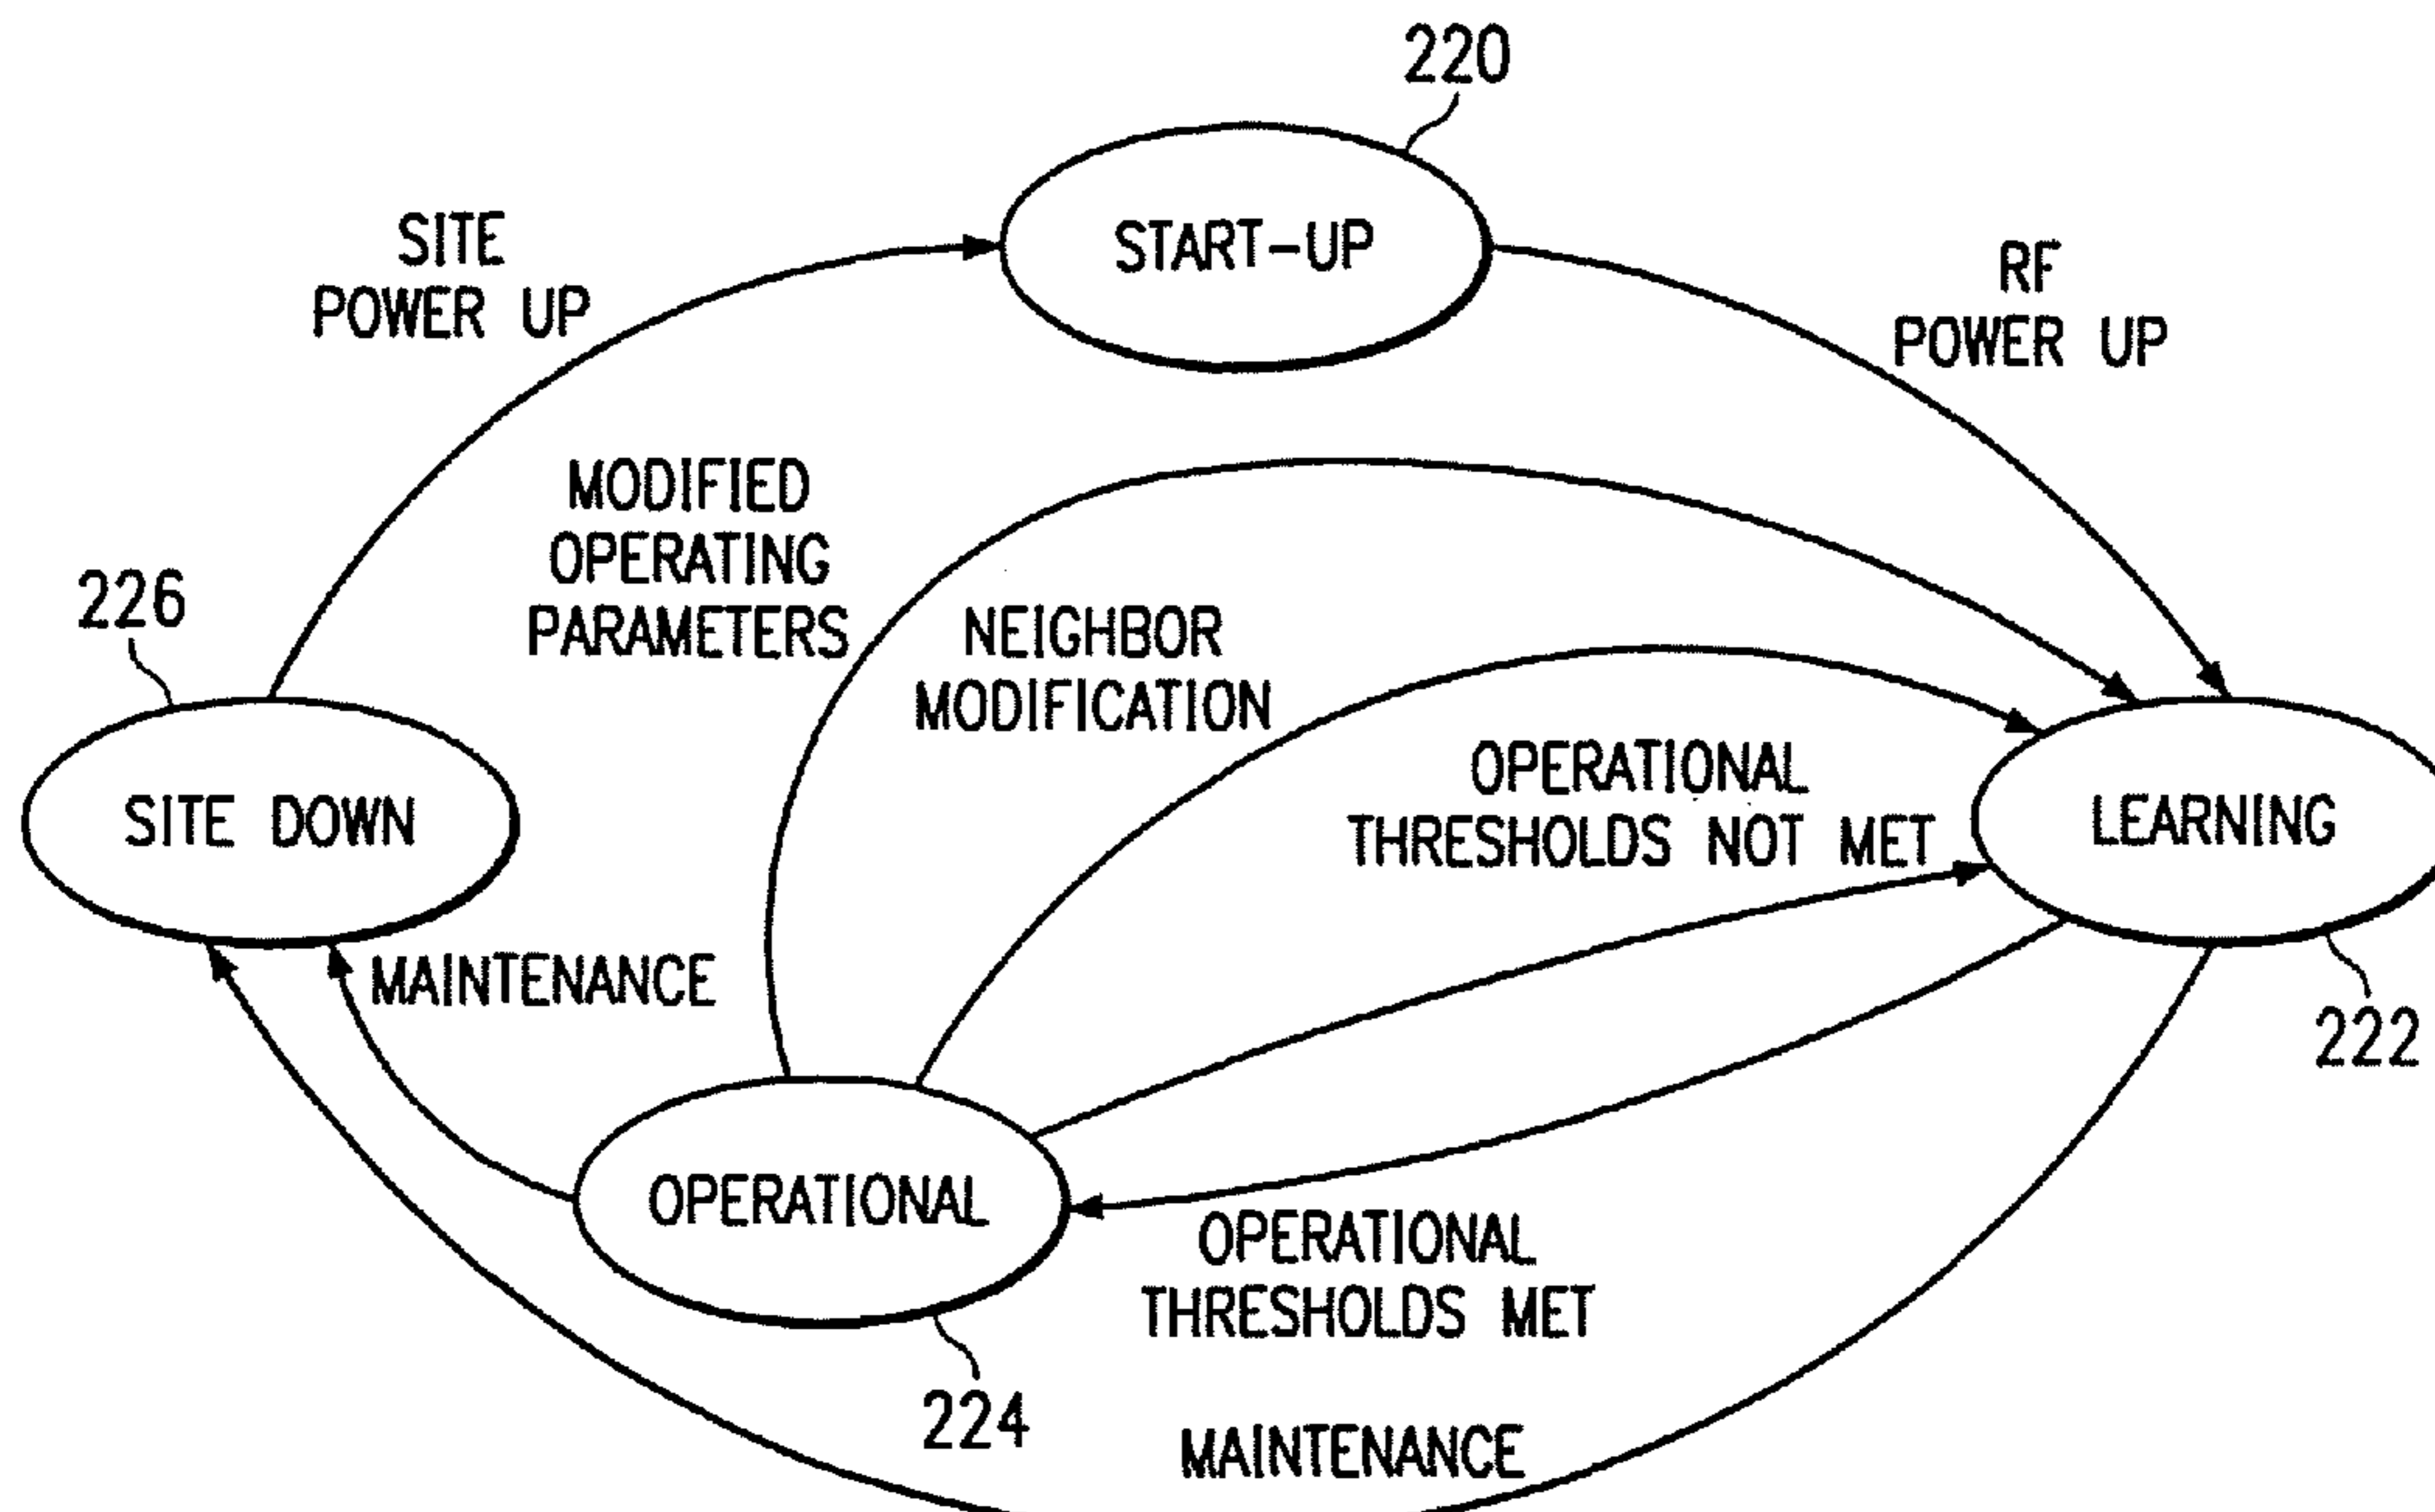 220
START-UP
SITE
POWER UP
RF
POWER UP
MODIFIED
OPERATING
PARAMETERS
226
NEIGHBOR
MODIFICATION
SITE DOWN
OPERATIONAL
THRESHOLDS NOT MET
LEARNING
MAINTENANCE
222
OPERATIONAL
OPERATIONAL
THRESHOLDS MET
224
MAINTENANCE